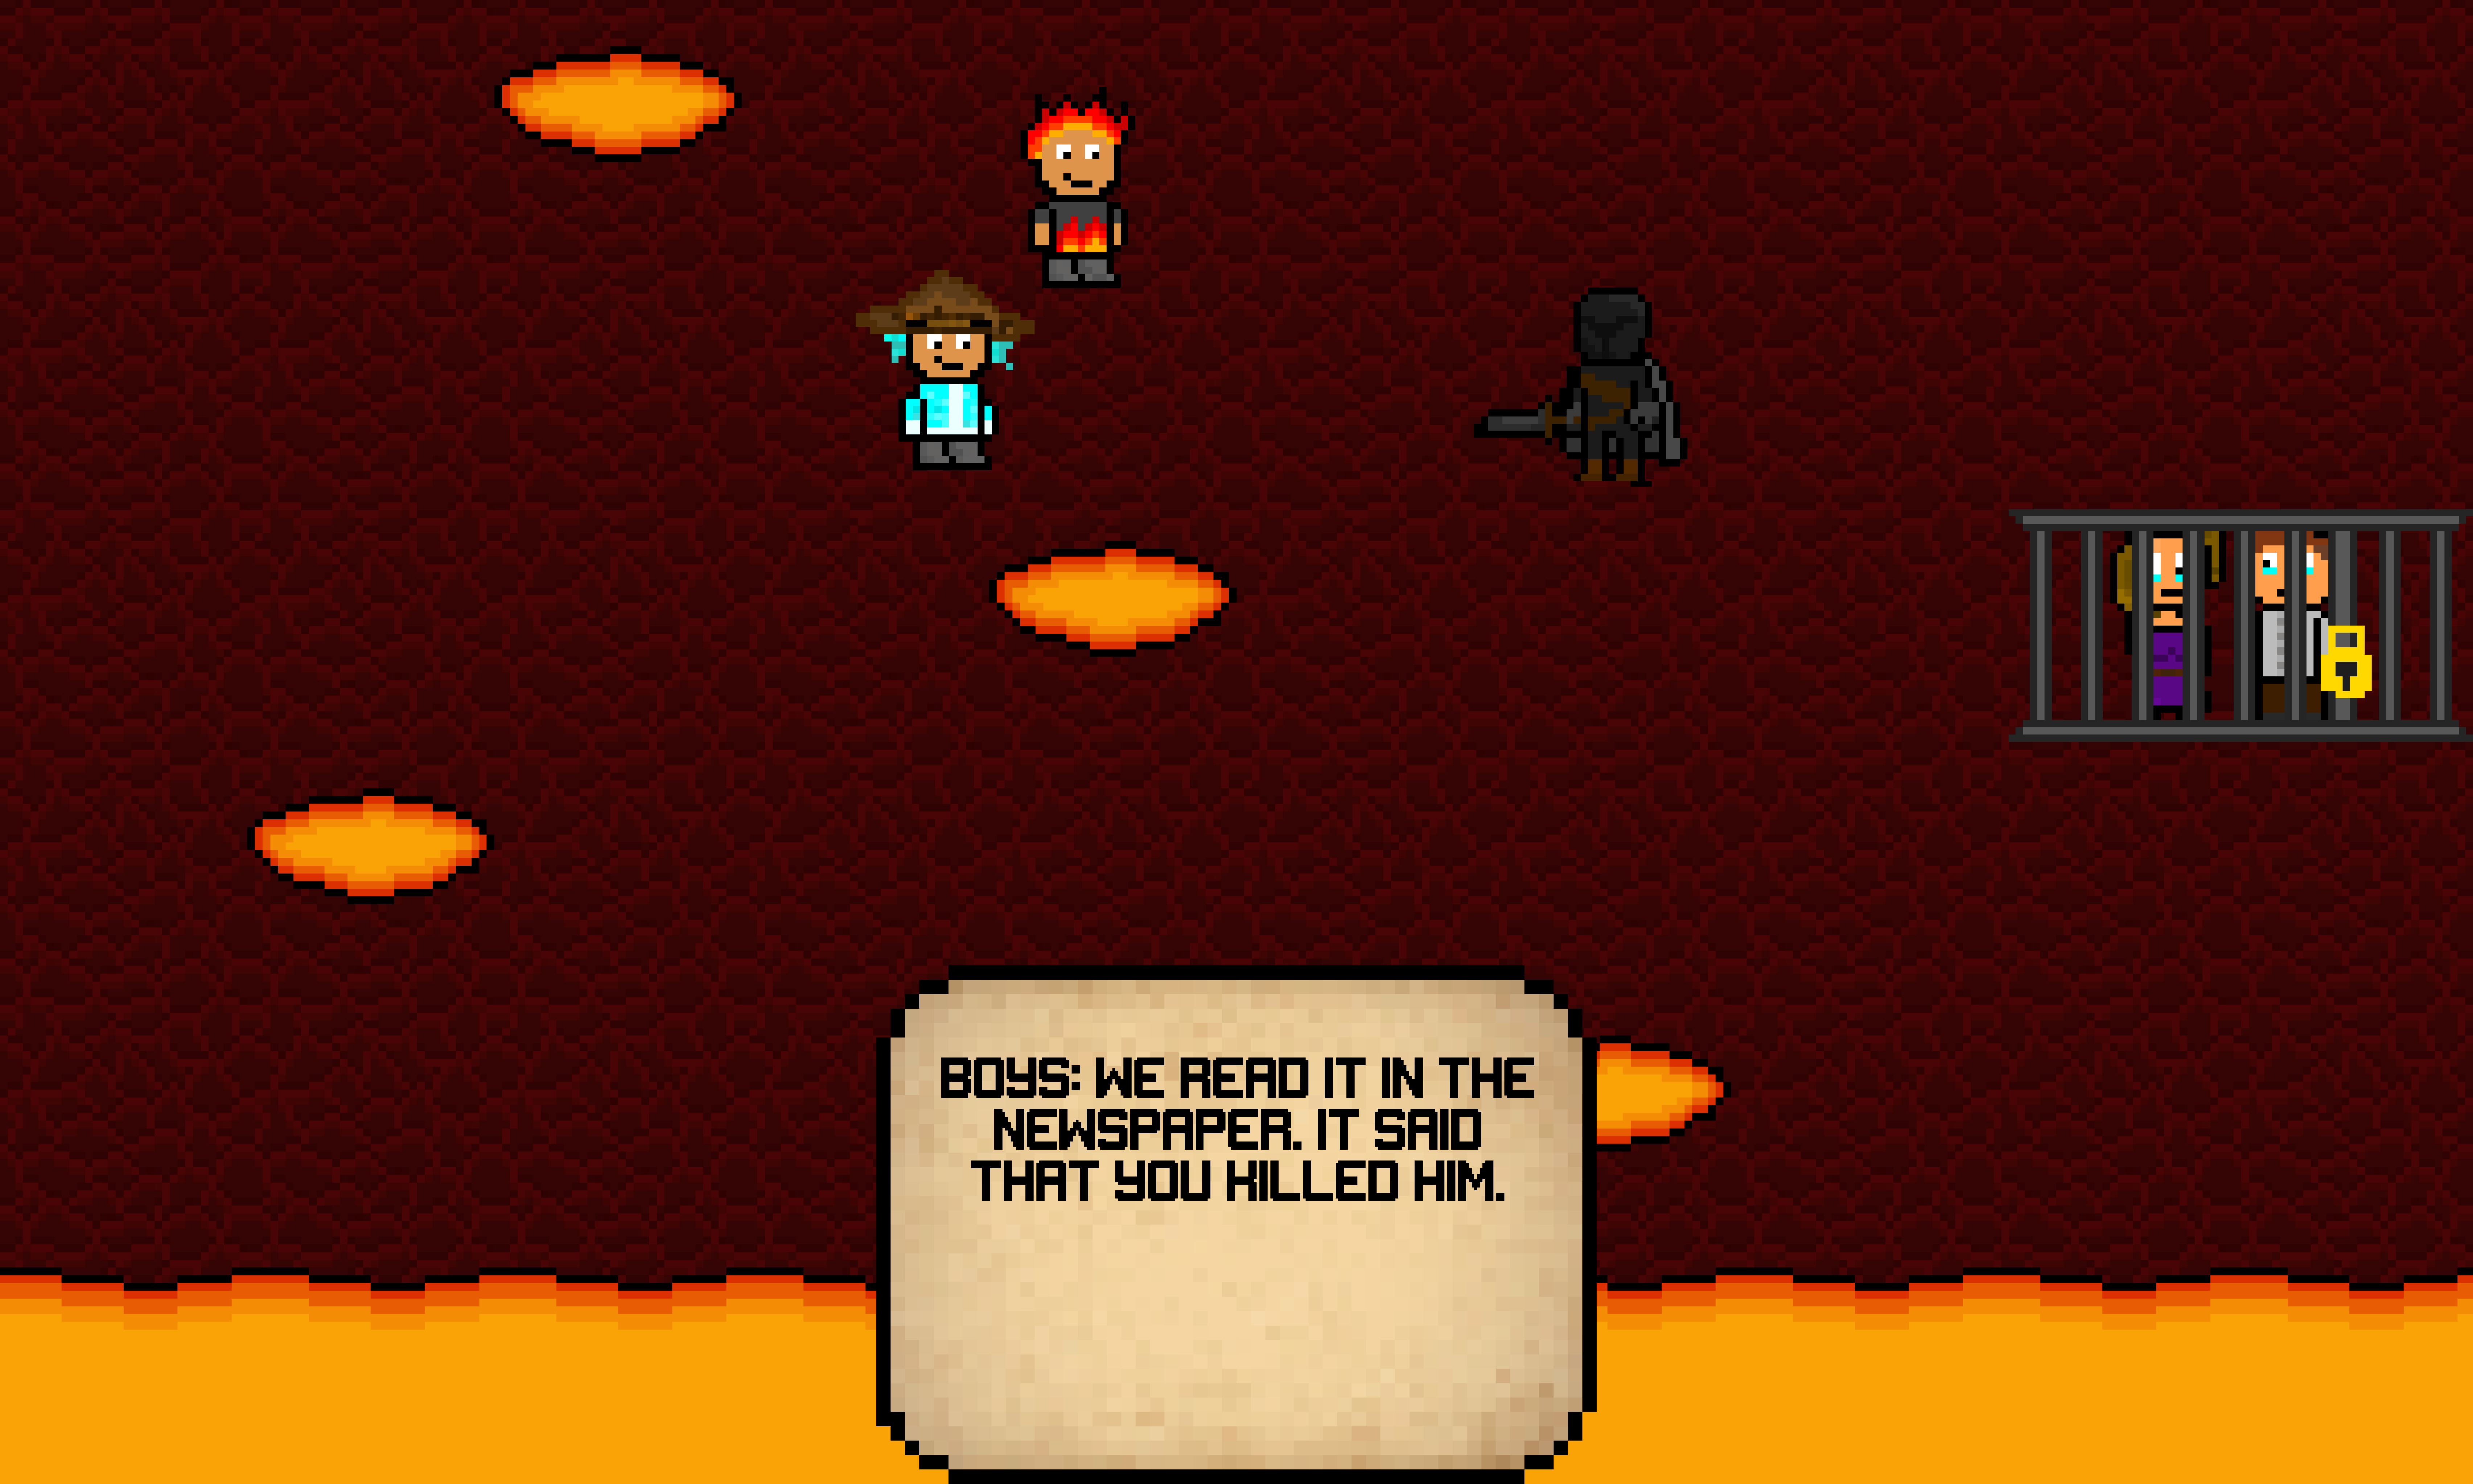 BOYS: WE READ IT IN THE
NEWSPAPER. IT SAID
THAT YOU KILLED HIM.